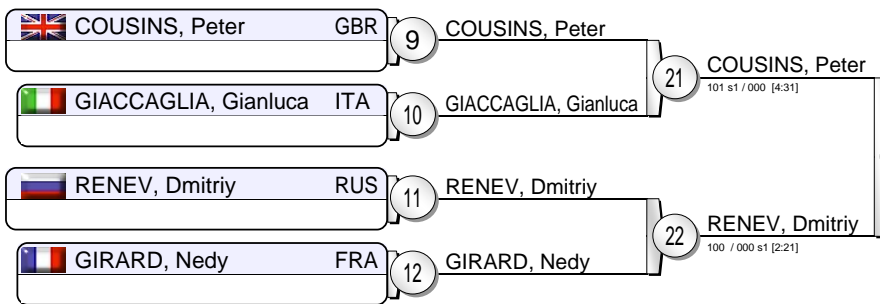 COUSINS, Peter GBR
9
COUSINS, Peter
GIACCAGLIA, Gianluca ITA
10
GIACCAGLIA, Gianluca
21
COUSINS, Peter
101 s1 / 000 [4:31]
RENEV, Dmitriy RUS
11
RENEV, Dmitriy
GIRARD, Nedy FRA
12
GIRARD, Nedy
22
RENEV, Dmitriy
100 / 000 s1 [2:21]